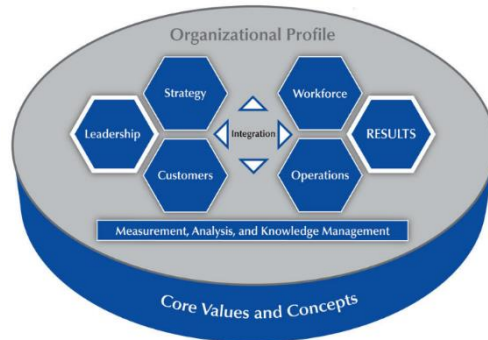 Organizational Profile
Strategy
Workforce
Leadership
Integration
RESULTS
Customers
Operations
Measurement, Analysis, and Knowledge Management
Core Values and Concepts